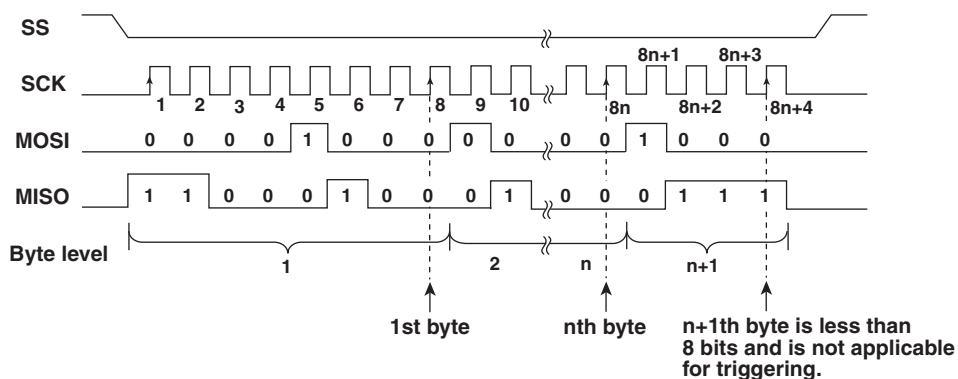 SS
8n+1 8n+3
SCK
1 2 3 4 5 6 7 8 9 10 8n 8n+2 8n+4
MOSI 0 0 0 0 1 0 0 0 0 0 0 0 1 0 0 0
MISO 1 1 0 0 0 1 0 0 0 1 0 0 0 1 1 1
Byte level
1 2 n n+1
1st byte nth byte n+1th byte is less than
8 bits and is not applicable
for triggering.